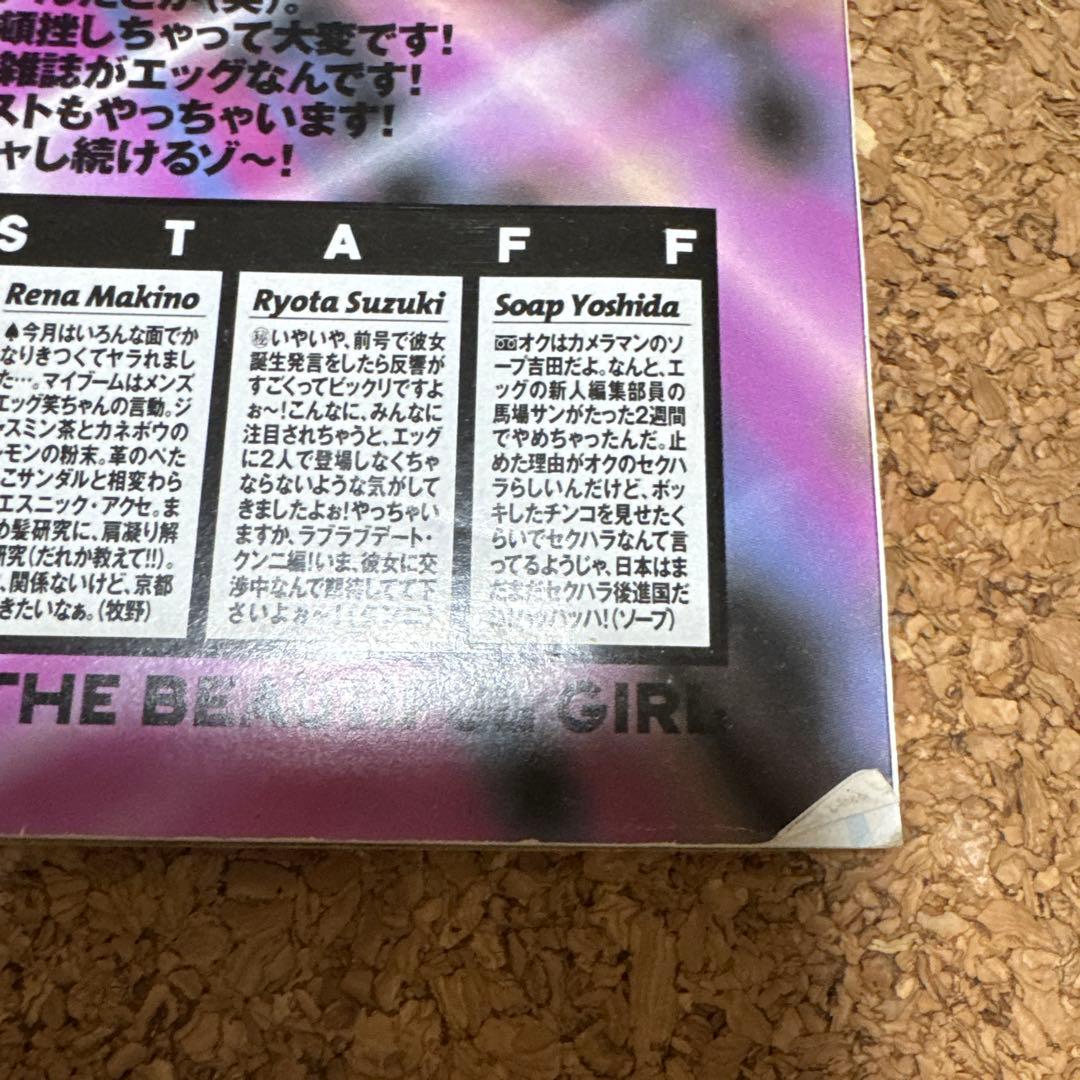 頓挫しちゃって大変です!
雑誌がエッグなんです!
ストもやっちゃいます!
ャし続けるゾ〜!
S T A F F
Rena Makino
♠今月はいろんな面でか
なりきつくてヤラれまし
た…。マイブームはメンズ
エッグ笑ちゃんの言動。ジ
ャスミン茶とカネボウの
レモンの粉末。革のぺた
こサンダルと相変わら
エスニック・アクセ。ま
め髪研究に、肩凝り解
研究(だれか教えて!!)。
、関係ないけど、京都
きたいなぁ。(牧野)
Ryota Suzuki
㊙いやいや、前号で彼女
誕生発言をしたら反響が
すごくってビックリですよ
ぉ〜!こんなに、みんなに
注目されちゃうと、エッグ
に2人で登場しなくちゃ
ならないような気がして
きましたよぉ!やっちゃい
ますか、ラブラブデート・
クンニ編!いま、彼女に交
渉中なんで期待してて下
さいよぉ〜!(クンニ)
Soap Yoshida
オクはカメラマンのソ
ープ吉田だよ。なんと、エ
ッグの新人編集部員の
馬場サンがたった2週間
でやめちゃったんだ。止
めた理由がオクのセクハ
ラらしいんだけど、ボッ
キしたチンコを見せたく
らいでセクハラなんて言
ってるようじゃ、日本はま
だまだセクハラ後進国だ
ハッハッハ!(ソープ)
THE BEAUTIFUL GIRL